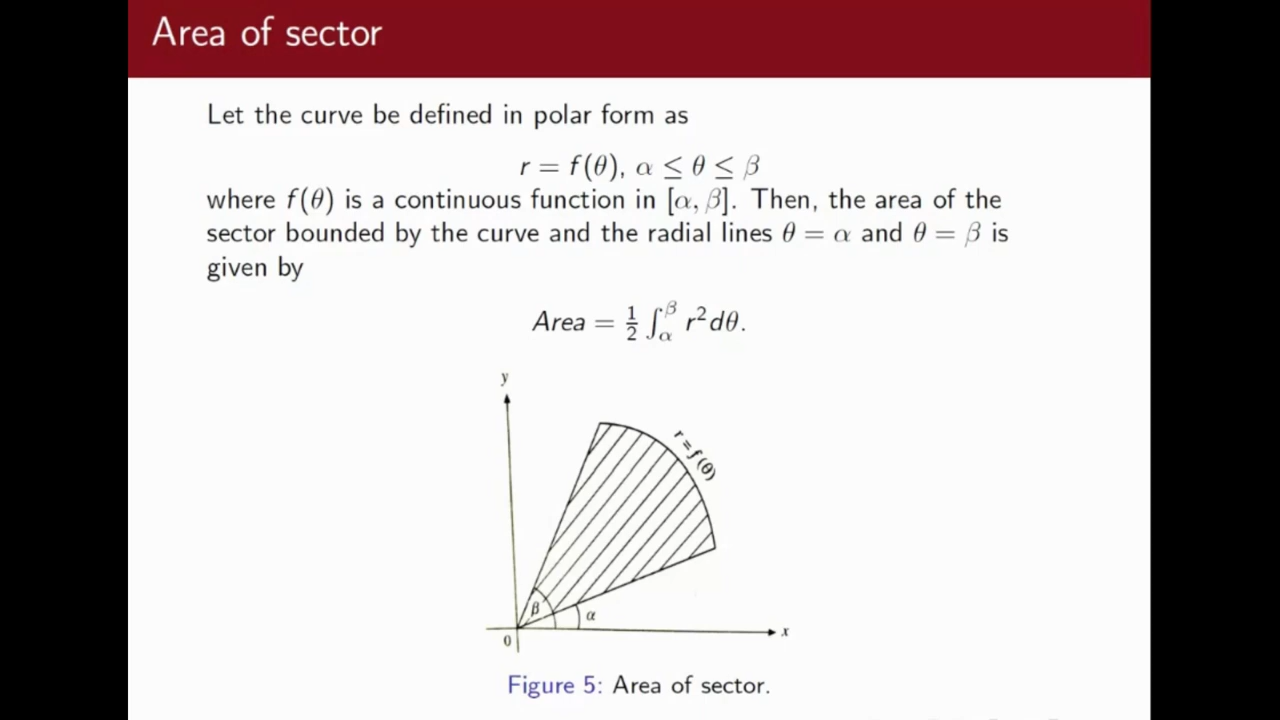 Area of sector
Let the curve be defined in polar form as
r = f(θ), α ≤ θ ≤ β
where f(θ) is a continuous function in [α, β]. Then, the area of the
sector bounded by the curve and the radial lines θ = α and θ = β is
given by
Area = 1/2 ∫_α^β r² dθ.
y
r = f(θ)
β
α
0
x
Figure 5: Area of sector.